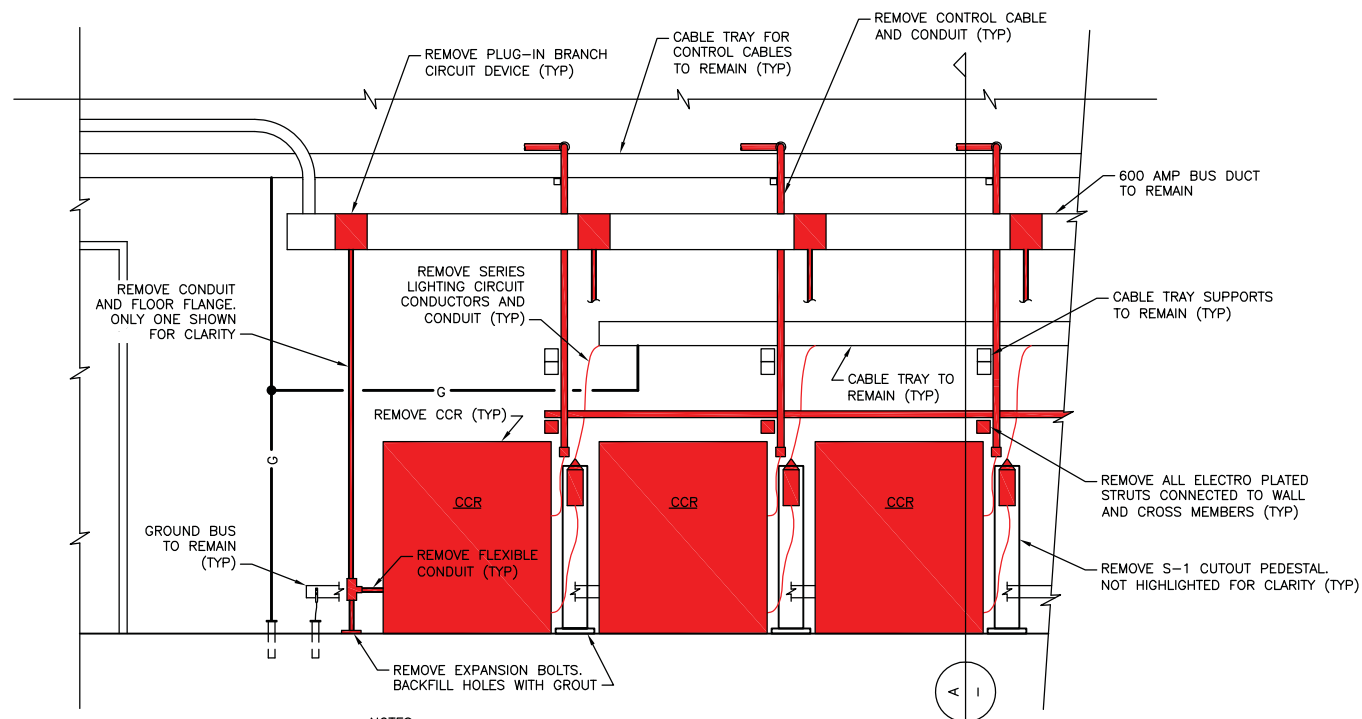 REMOVE CONTROL CABLE
AND CONDUIT (TYP)
CABLE TRAY FOR
CONTROL CABLES
TO REMAIN (TYP)
REMOVE PLUG-IN BRANCH
CIRCUIT DEVICE (TYP)
600 AMP BUS DUCT
TO REMAIN
REMOVE SERIES
LIGHTING CIRCUIT
CONDUCTORS AND
CONDUIT (TYP)
REMOVE CONDUIT
AND FLOOR FLANGE.
ONLY ONE SHOWN
FOR CLARITY
CABLE TRAY SUPPORTS
TO REMAIN (TYP)
CABLE TRAY TO
REMAIN (TYP)
G
REMOVE CCR (TYP)
G
CCR
CCR
CCR
REMOVE ALL ELECTRO PLATED
STRUTS CONNECTED TO WALL
AND CROSS MEMBERS (TYP)
GROUND BUS
TO REMAIN
(TYP)
REMOVE FLEXIBLE
CONDUIT (TYP)
REMOVE S-1 CUTOUT PEDESTAL.
NOT HIGHLIGHTED FOR CLARITY (TYP)
REMOVE EXPANSION BOLTS.
BACKFILL HOLES WITH GROUT
A
-